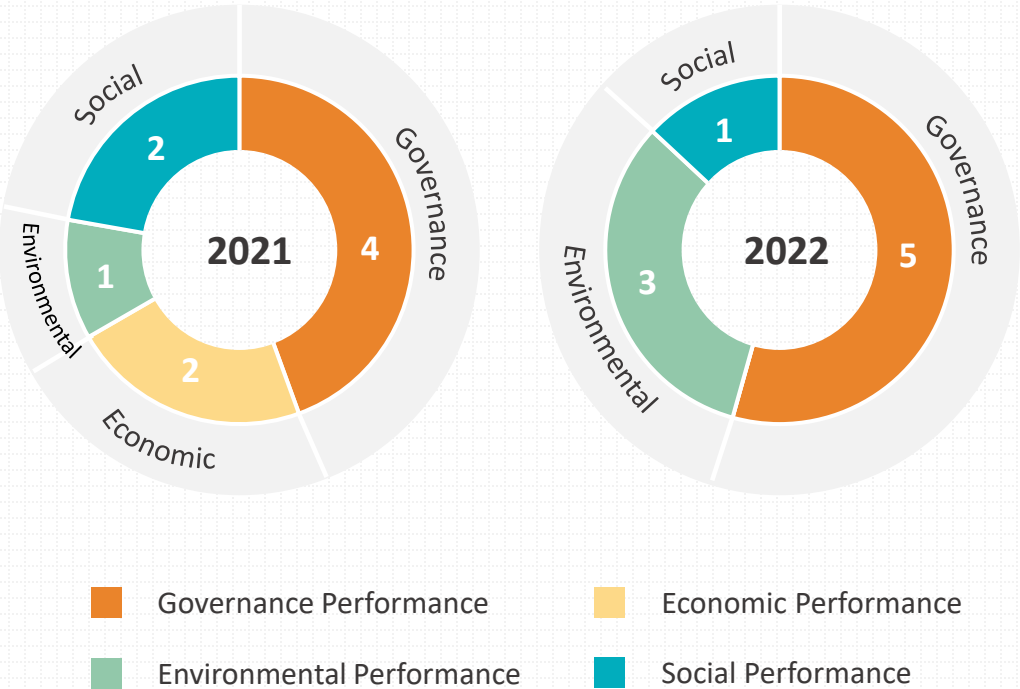 Social
Governance
2
4
2021
Environmental
1
2
Economic
Social
Governance
1
5
2022
Environmental
3
Governance Performance
Economic Performance
Environmental Performance
Social Performance